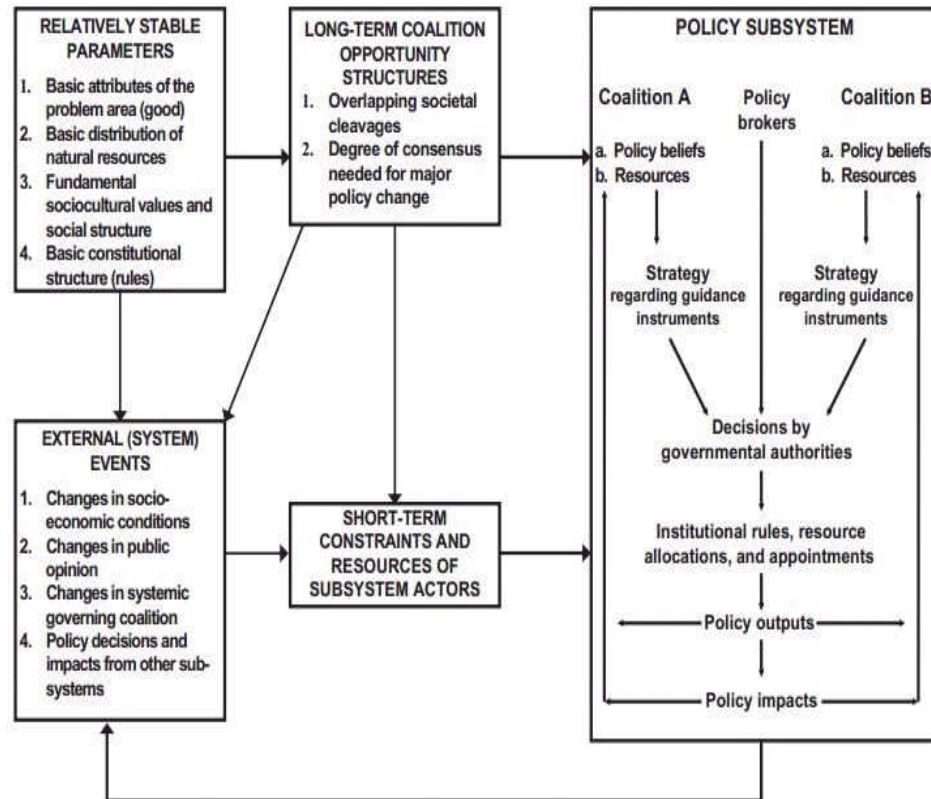 RELATIVELY STABLE
PARAMETERS
1. Basic attributes of the
problem area (good)
2. Basic distribution of
natural resources
3. Fundamental
sociocultural values and
social structure
4. Basic constitutional
structure (rules)
LONG-TERM COALITION
OPPORTUNITY
STRUCTURES
1. Overlapping societal
cleavages
2. Degree of consensus
needed for major
policy change
POLICY SUBSYSTEM
Coalition A
a. Policy beliefs
b. Resources
Policy
brokers
Coalition B
a. Policy beliefs
b. Resources
Strategy
regarding guidance
instruments
Strategy
regarding guidance
instruments
Decisions by
governmental authorities
Institutional rules, resource
allocations, and appointments
Policy outputs
Policy impacts
EXTERNAL (SYSTEM)
EVENTS
1. Changes in socio-
economic conditions
2. Changes in public
opinion
3. Changes in systemic
governing coalition
4. Policy decisions and
impacts from other sub-
systems
SHORT-TERM
CONSTRAINTS AND
RESOURCES OF
SUBSYSTEM ACTORS